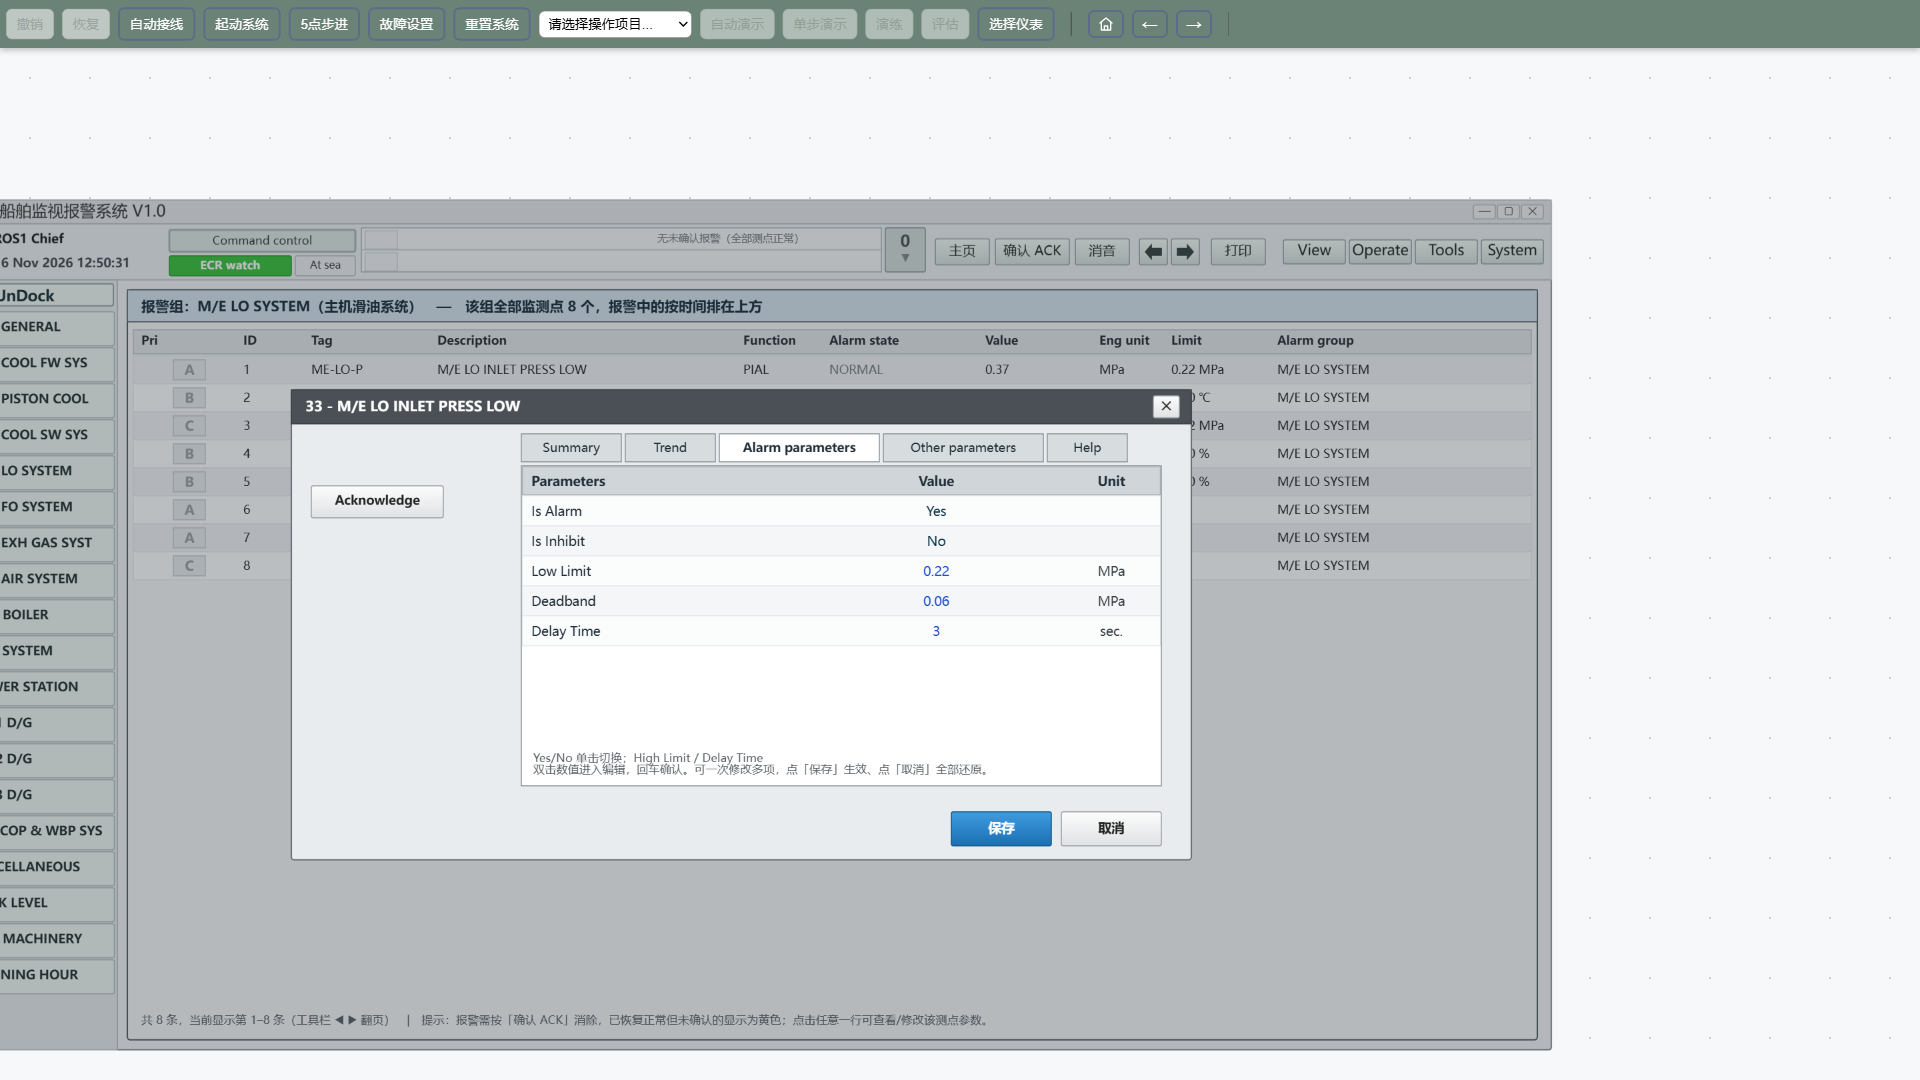 撤销 恢复 自动接线 起动系统 5点步进 故障设置 重置系统 请选择操作项目... 自动演示 单步演示 演练 评估 选择仪表
船舶监视报警系统 V1.0
ROS1 Chief
6 Nov 2026 12:50:31
Command control
ECR watch At sea
无未确认报警（全部测点正常）
0
主页 确认 ACK 消音 打印 View Operate Tools System
UnDock
GENERAL
COOL FW SYS
PISTON COOL
COOL SW SYS
LO SYSTEM
FO SYSTEM
EXH GAS SYST
AIR SYSTEM
BOILER
SYSTEM
WER STATION
1 D/G
2 D/G
3 D/G
COP & WBP SYS
CELLANEOUS
K LEVEL
MACHINERY
NING HOUR
报警组：M/E LO SYSTEM（主机滑油系统） — 该组全部监测点 8 个，报警中的按时间排在上方
Pri ID Tag Description Function Alarm state Value Eng unit Limit Alarm group
A 1 ME-LO-P M/E LO INLET PRESS LOW PIAL NORMAL 0.37 MPa 0.22 MPa M/E LO SYSTEM
B 2 ℃ M/E LO SYSTEM
C 3 MPa M/E LO SYSTEM
B 4 % M/E LO SYSTEM
B 5 % M/E LO SYSTEM
A 6 M/E LO SYSTEM
A 7 M/E LO SYSTEM
C 8 M/E LO SYSTEM
33 - M/E LO INLET PRESS LOW
Acknowledge
Summary Trend Alarm parameters Other parameters Help
Parameters Value Unit
Is Alarm Yes
Is Inhibit No
Low Limit 0.22 MPa
Deadband 0.06 MPa
Delay Time 3 sec.
Yes/No 单击切换；High Limit / Delay Time
双击数值进入编辑，回车确认。可一次修改多项，点「保存」生效、点「取消」全部还原。
保存 取消
共 8 条，当前显示第 1–8 条（工具栏 ◀ ▶ 翻页） | 提示：报警需按「确认 ACK」消除，已恢复正常但未确认的显示为黄色；点击任意一行可查看/修改该测点参数。